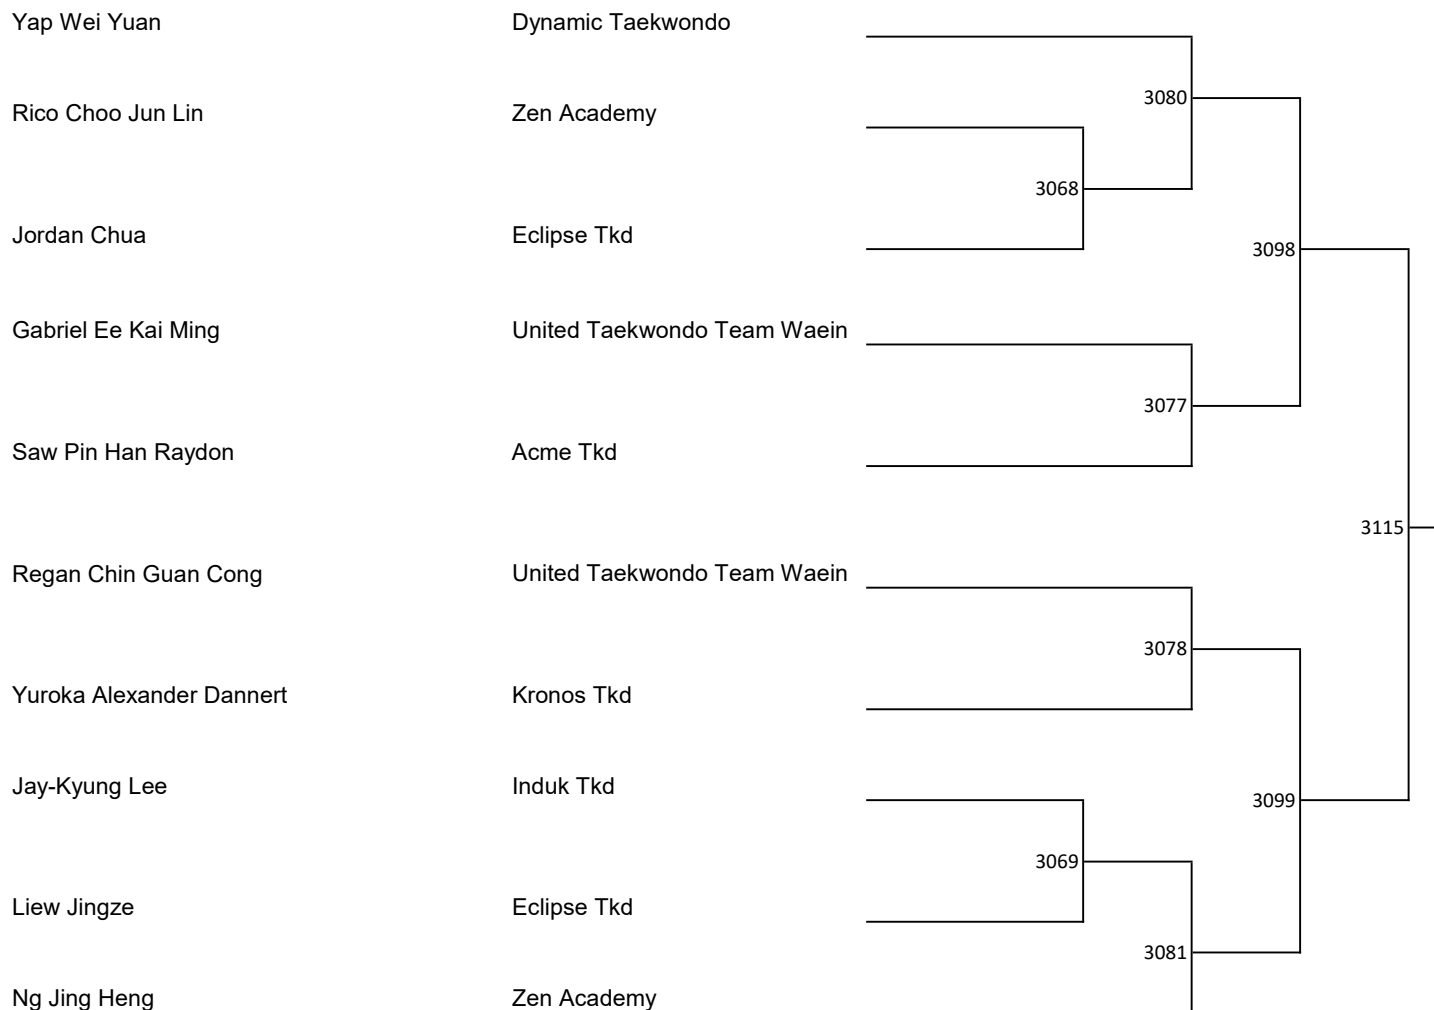 Yap Wei Yuan Dynamic Taekwondo
3080
Rico Choo Jun Lin Zen Academy
3068
Jordan Chua Eclipse Tkd
3098
Gabriel Ee Kai Ming United Taekwondo Team Waein
3077
Saw Pin Han Raydon Acme Tkd
3115
Regan Chin Guan Cong United Taekwondo Team Waein
3078
Yuroka Alexander Dannert Kronos Tkd
Jay-Kyung Lee Induk Tkd
3099
3069
Liew Jingze Eclipse Tkd
3081
Ng Jing Heng Zen Academy